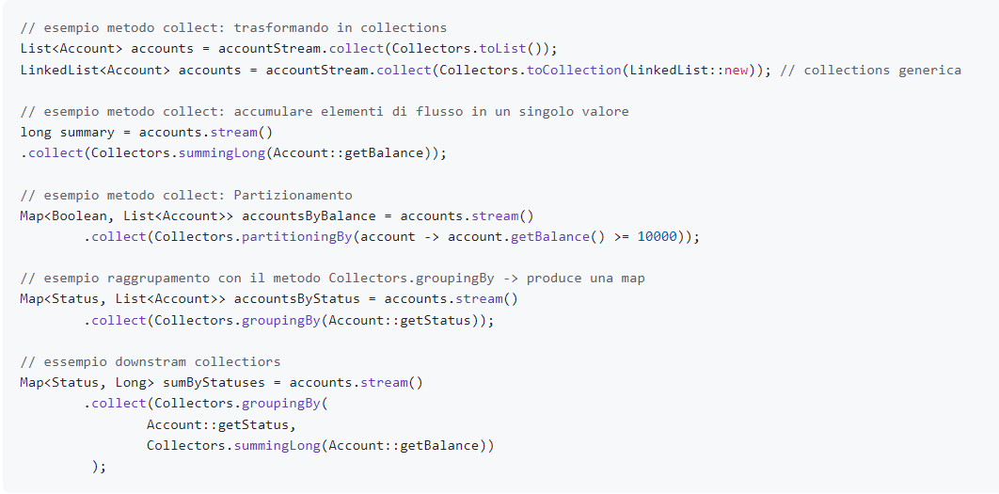 // esempio metodo collect: trasformando in collections
List<Account> accounts = accountStream.collect(Collectors.toList());
LinkedList<Account> accounts = accountStream.collect(Collectors.toCollection(LinkedList::new)); // collections generica

// esempio metodo collect: accumulare elementi di flusso in un singolo valore
long summary = accounts.stream()
.collect(Collectors.summingLong(Account::getBalance));

// esempio metodo collect: Partizionamento
Map<Boolean, List<Account>> accountsByBalance = accounts.stream()
        .collect(Collectors.partitioningBy(account -> account.getBalance() >= 10000));

// esempio raggrupamento con il metodo Collectors.groupingBy -> produce una map
Map<Status, List<Account>> accountsByStatus = accounts.stream()
        .collect(Collectors.groupingBy(Account::getStatus));

// essempio downstram collectiors
Map<Status, Long> sumByStatuses = accounts.stream()
        .collect(Collectors.groupingBy(
                Account::getStatus,
                Collectors.summingLong(Account::getBalance))
         );